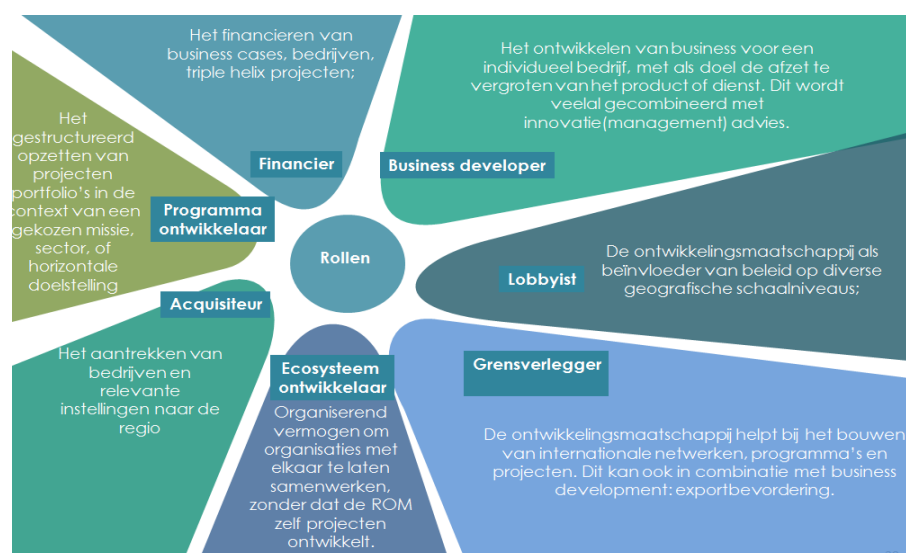 Het financieren van
business cases, bedrijven,
triple helix projecten;
Financier
Het ontwikkelen van business voor een
individueel bedrijf, met als doel de afzet te
vergroten van het product of dienst. Dit wordt
veelal gecombineerd met
innovatie(management) advies.
Business developer
Het
gestructureerd
opzetten van
projecten
portfolio's in de
context van een
gekozen missie,
sector, of
horizontale
doelstelling
Programma
ontwikkelaar
Rollen
De ontwikkelingsmaatschappij als
beïnvloeder van beleid op diverse
geografische schaalniveaus;
Lobbyist
Acquisiteur
Het aantrekken van
bedrijven en
relevante
instellingen naar de
regio
Ecosysteem
ontwikkelaar
Organiserend
vermogen om
organisaties met
elkaar te laten
samenwerken,
zonder dat de ROM
zelf projecten
ontwikkelt.
Grensverlegger
De ontwikkelingsmaatschappij helpt bij het bouwen
van internationale netwerken, programma's en
projecten. Dit kan ook in combinatie met business
development: exportbevordering.